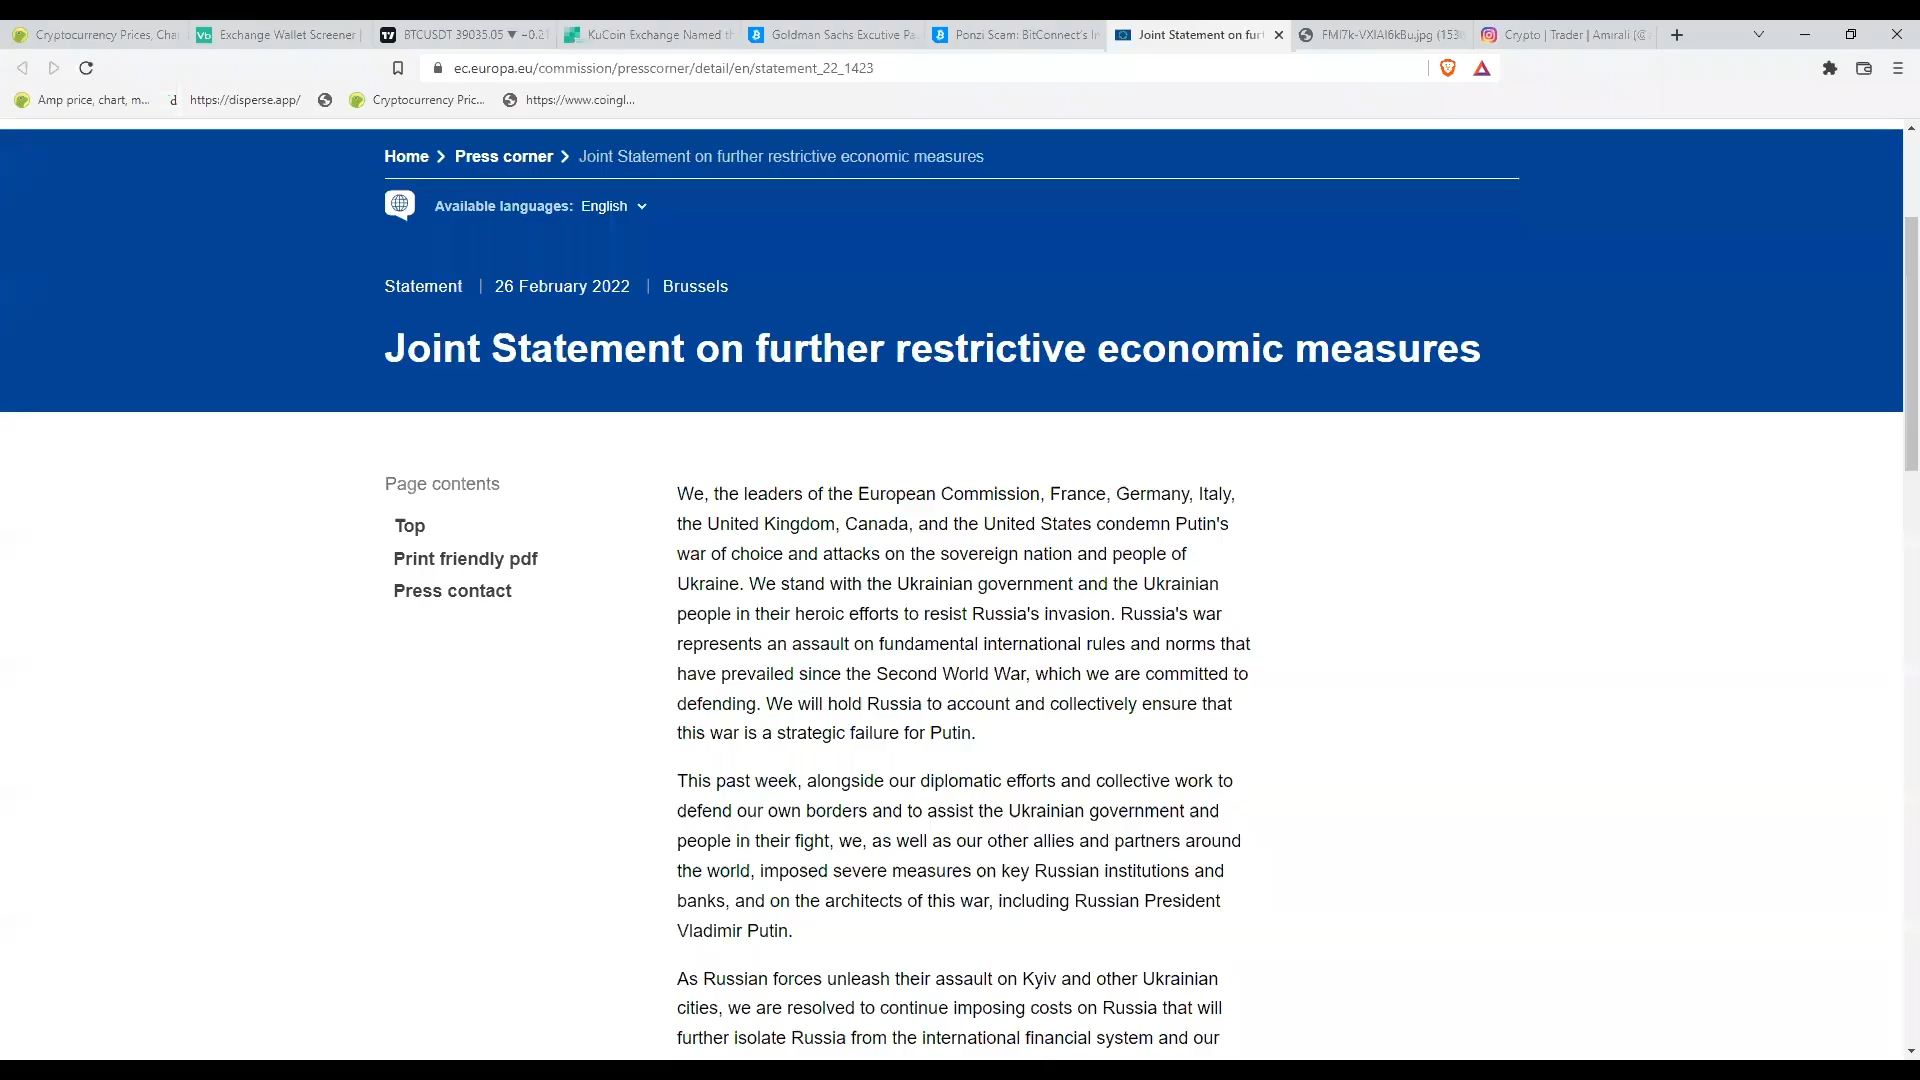 Cryptocurrency Prices, Cha
Vb Exchange Wallet Screener |
BTCUSDT 39035.05 ▼ −0.21
KuCoin Exchange Named t
Goldman Sachs Excutive Pa
Ponzi Scam: BitConnect's I
Joint Statement on furt
FMI7k-VXIAI6kBu.jpg (153
Crypto | Trader | Amirali (@
ec.europa.eu/commission/presscorner/detail/en/statement_22_1423
Amp price, chart, m...
d https://disperse.app/
Cryptocurrency Pric...
https://www.coingl...
Home > Press corner > Joint Statement on further restrictive economic measures
Available languages: English
Statement | 26 February 2022 | Brussels
Joint Statement on further restrictive economic measures
Page contents
Top
Print friendly pdf
Press contact
We, the leaders of the European Commission, France, Germany, Italy,
the United Kingdom, Canada, and the United States condemn Putin's
war of choice and attacks on the sovereign nation and people of
Ukraine. We stand with the Ukrainian government and the Ukrainian
people in their heroic efforts to resist Russia's invasion. Russia's war
represents an assault on fundamental international rules and norms that
have prevailed since the Second World War, which we are committed to
defending. We will hold Russia to account and collectively ensure that
this war is a strategic failure for Putin.
This past week, alongside our diplomatic efforts and collective work to
defend our own borders and to assist the Ukrainian government and
people in their fight, we, as well as our other allies and partners around
the world, imposed severe measures on key Russian institutions and
banks, and on the architects of this war, including Russian President
Vladimir Putin.
As Russian forces unleash their assault on Kyiv and other Ukrainian
cities, we are resolved to continue imposing costs on Russia that will
further isolate Russia from the international financial system and our